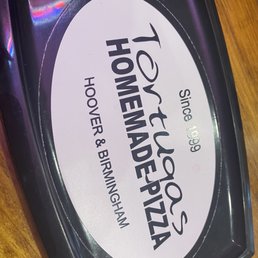 Since 1999
Tortugas
HOMEMADE PIZZA
HOOVER & BIRMINGHAM